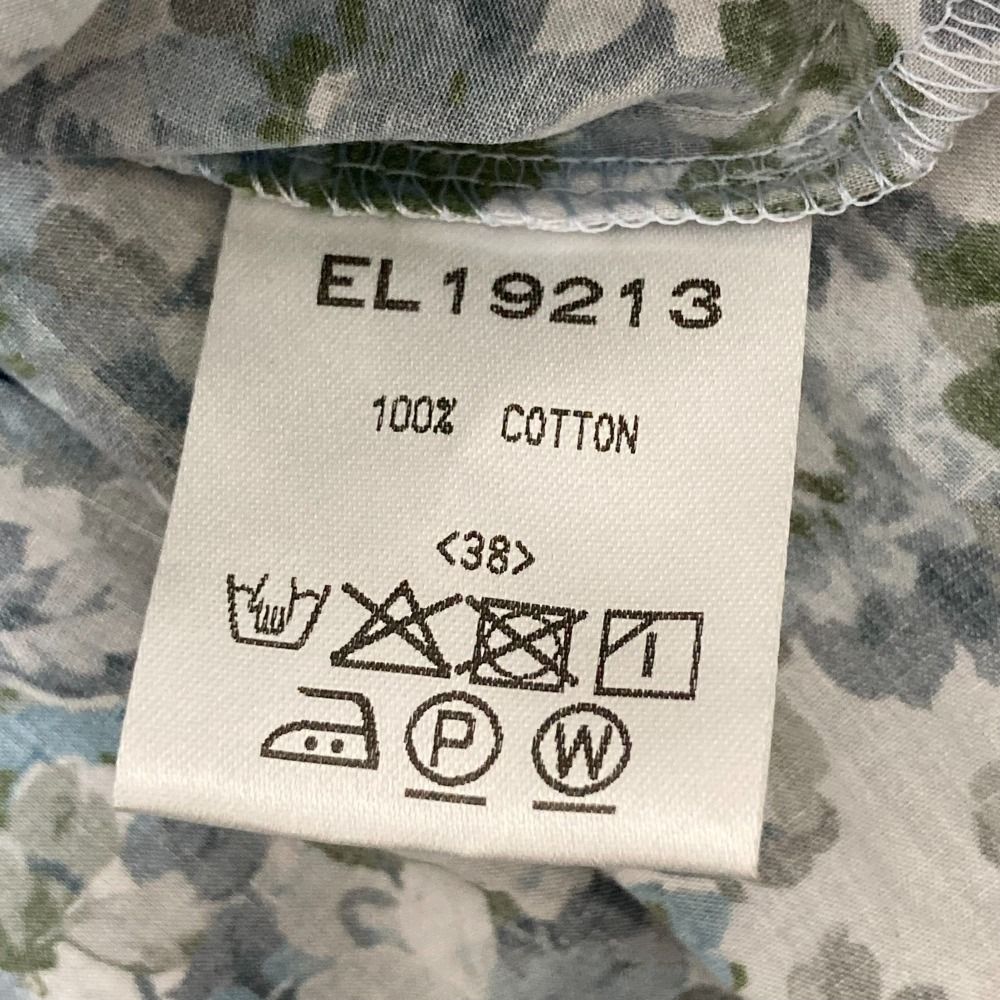 EL19213
100% COTTON
<38>
P W